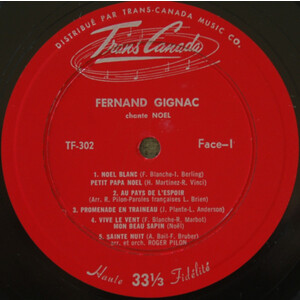 DISTRIBUÉ PAR TRANS-CANADA MUSIC CO.
Trans Canada
FERNAND GIGNAC
chante NOEL
TF-302
Face-1
1. NOEL BLANC (F. Blanche-I. Berling)
PETIT PAPA NOEL (H. Martinez-R. Vinci)
2. AU PAYS DE L'ESPOIR
(Arr. R. Pilon-Paroles françaises L. Brien)
3. PROMENADE EN TRAINEAU (J. Plante-L. Anderson)
4. VIVE LE VENT (F. Blanche-R. Marbot)
MON BEAU SAPIN (Noël)
5. SAINTE NUIT (A. Bail-F. Gruber)
arr. et orch. ROGER PILON
Haute 33⅓ Fidélité